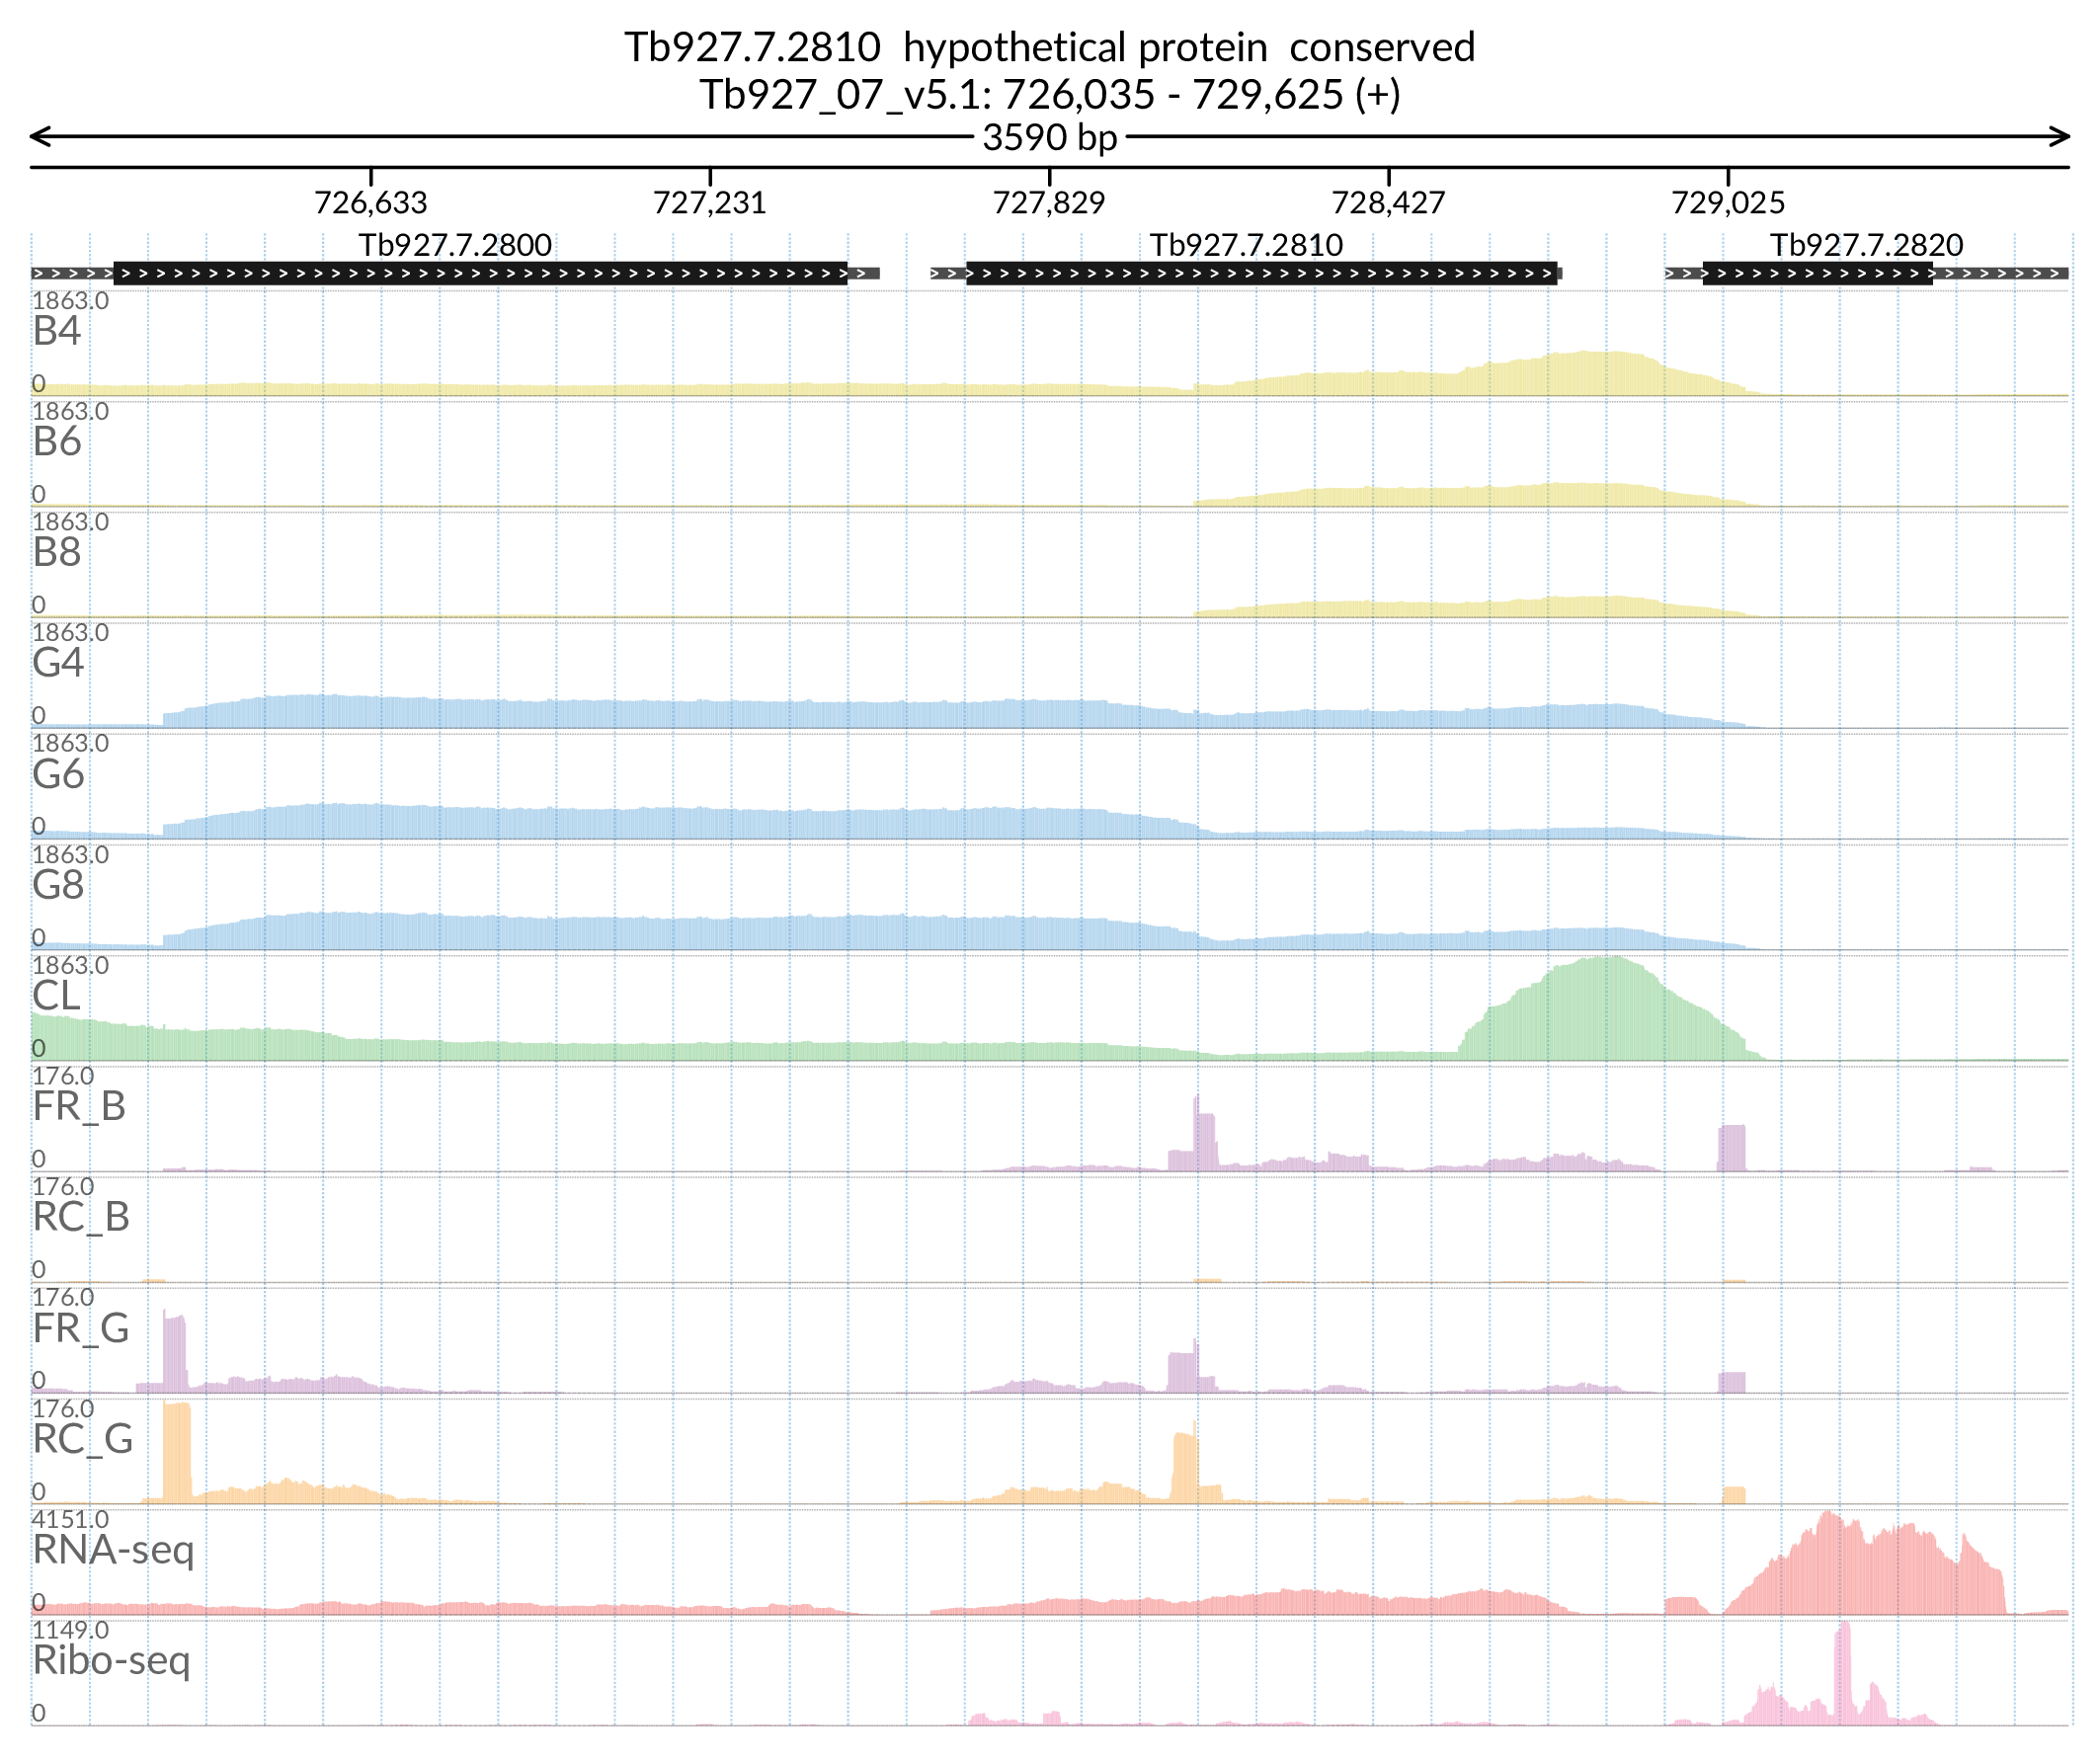 Tb927.7.2810  hypothetical protein  conserved
Tb927_07_v5.1: 726,035 - 729,625 (+)
3590 bp
726,633 727,231 727,829 728,427 729,025
Tb927.7.2800 Tb927.7.2810 Tb927.7.2820
1863.0
B4
0
1863.0
B6
0
1863.0
B8
0
1863.0
G4
0
1863.0
G6
0
1863.0
G8
0
1863.0
CL
0
176.0
FR_B
0
176.0
RC_B
0
176.0
FR_G
0
176.0
RC_G
0
4151.0
RNA-seq
0
1149.0
Ribo-seq
0